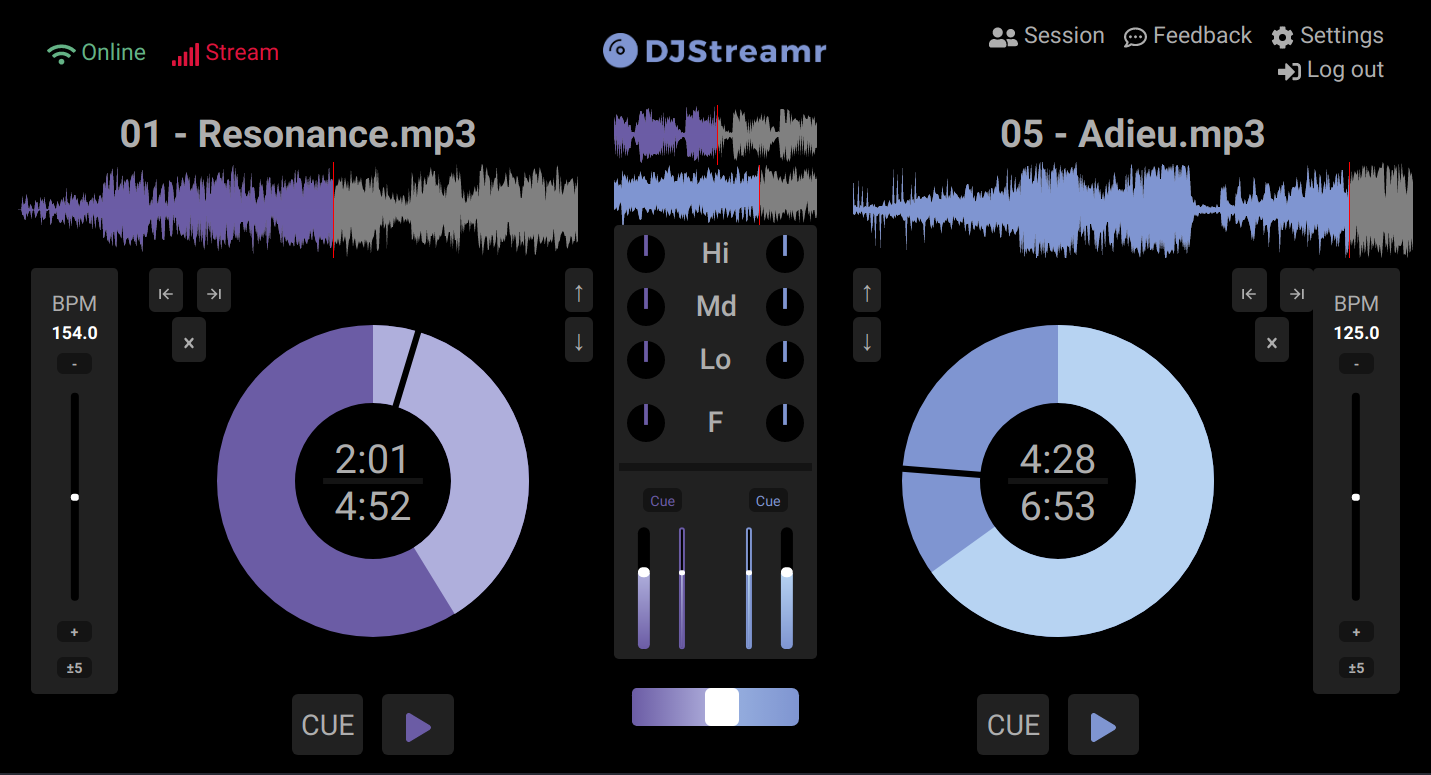 Online
Stream
DJStreamr
Session
Feedback
Settings
Log out
01 - Resonance.mp3
05 - Adieu.mp3
BPM
154.0
-
+
±5
2:01
4:52
CUE
Hi
Md
Lo
F
Cue
Cue
4:28
6:53
CUE
BPM
125.0
-
+
±5